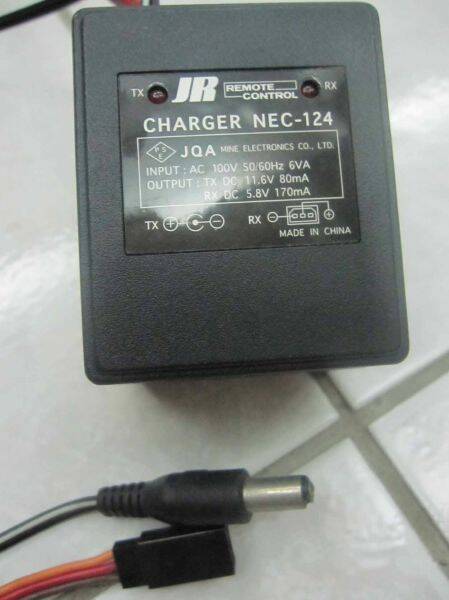 TX JR REMOTE CONTROL RX
CHARGER NEC-124
PSE JQA MINE ELECTRONICS CO., LTD.
INPUT : AC 100V 50/60Hz 6VA
OUTPUT : TX DC 11.6V 80mA
RX DC 5.8V 170mA
TX + - RX - +
MADE IN CHINA